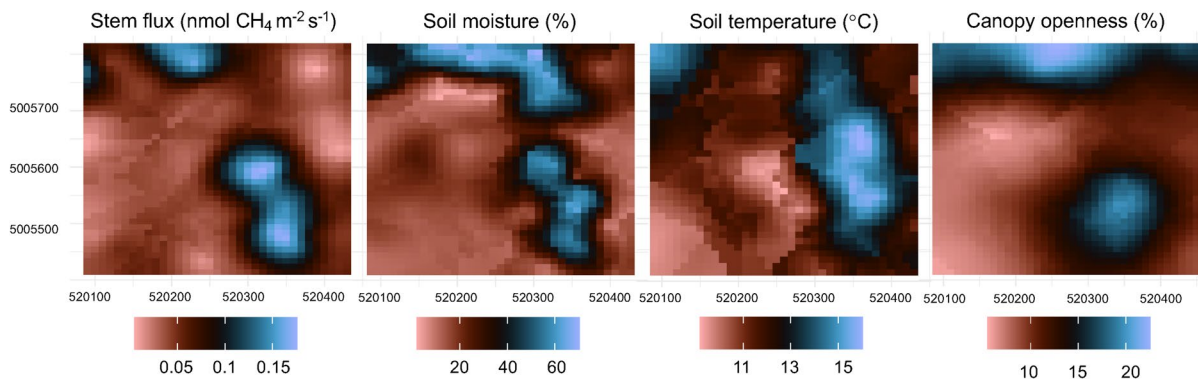 Stem flux (nmol CH₄ m⁻² s⁻¹)
Soil moisture (%)
Soil temperature (°C)
Canopy openness (%)
5005700
5005600
5005500
520100 520200 520300 520400
520100 520200 520300 520400
520100 520200 520300 520400
520100 520200 520300 520400
0.05 0.1 0.15
20 40 60
11 13 15
10 15 20